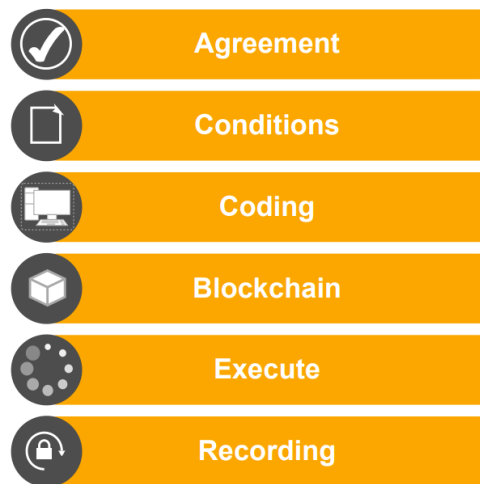 Agreement
Conditions
Coding
Blockchain
Execute
Recording